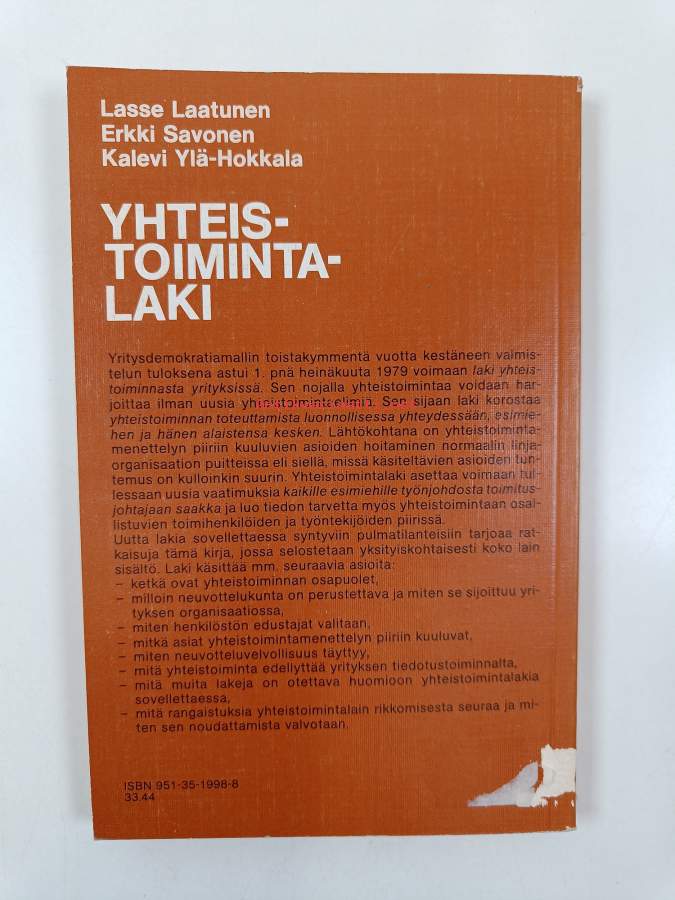 Lasse Laatunen
Erkki Savonen
Kalevi Ylä-Hokkala
YHTEIS-
TOIMINTA-
LAKI
Yritysdemokratiamallin toistakymmentä vuotta kestäneen valmis-
telun tuloksena astui 1. pnä heinäkuuta 1979 voimaan laki yhteis-
toiminnasta yrityksissä. Sen nojalla yhteistoimintaa voidaan har-
joittaa ilman uusia yhteistoimintaelimiä. Sen sijaan laki korostaa
yhteistoiminnan toteuttamista luonnollisessa yhteydessään, esimie-
hen ja hänen alaistensa kesken. Lähtökohtana on yhteistoiminta-
menettelyn piiriin kuuluvien asioiden hoitaminen normaalin linja-
organisaation puitteissa eli siellä, missä käsiteltävien asioiden tun-
temus on kulloinkin suurin. Yhteistoimintalaki asettaa voimaan tul-
lessaan uusia vaatimuksia kaikille esimiehille työnjohdosta toimitus-
johtajaan saakka ja luo tiedon tarvetta myös yhteistoimintaan osal-
listuvien toimihenkilöiden ja työntekijöiden piirissä.
Uutta lakia sovellettaessa syntyviin pulmatilanteisiin tarjoaa rat-
kaisuja tämä kirja, jossa selostetaan yksityiskohtaisesti koko lain
sisältö. Laki käsittää mm. seuraavia asioita:
– ketkä ovat yhteistoiminnan osapuolet,
– milloin neuvottelukunta on perustettava ja miten se sijoittuu yri-
tyksen organisaatiossa,
– miten henkilöstön edustajat valitaan,
– mitkä asiat yhteistoimintamenettelyn piiriin kuuluvat,
– miten neuvotteluvelvollisuus täyttyy,
– mitä yhteistoiminta edellyttää yrityksen tiedotustoiminnalta,
– mitä muita lakeja on otettava huomioon yhteistoimintalakia
sovellettaessa,
– mitä rangaistuksia yhteistoimintalain rikkomisesta seuraa ja mi-
ten sen noudattamista valvotaan.
ISBN 951-35-1998-8
33.44